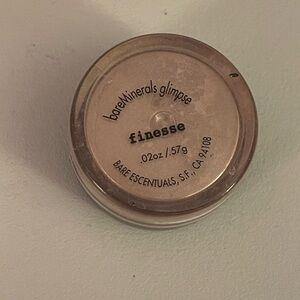 bareMinerals glimpse
finesse
.02oz/.57g
BARE ESCENTUALS, S.F., CA 94108